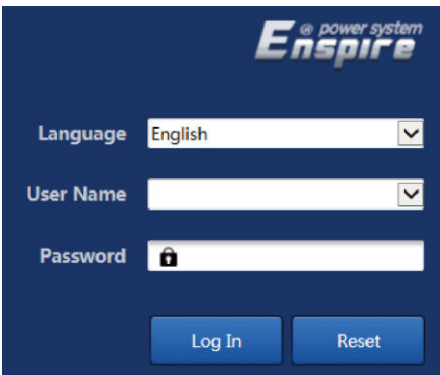 @ power system
Enspire
Language English
User Name
Password
Log In Reset